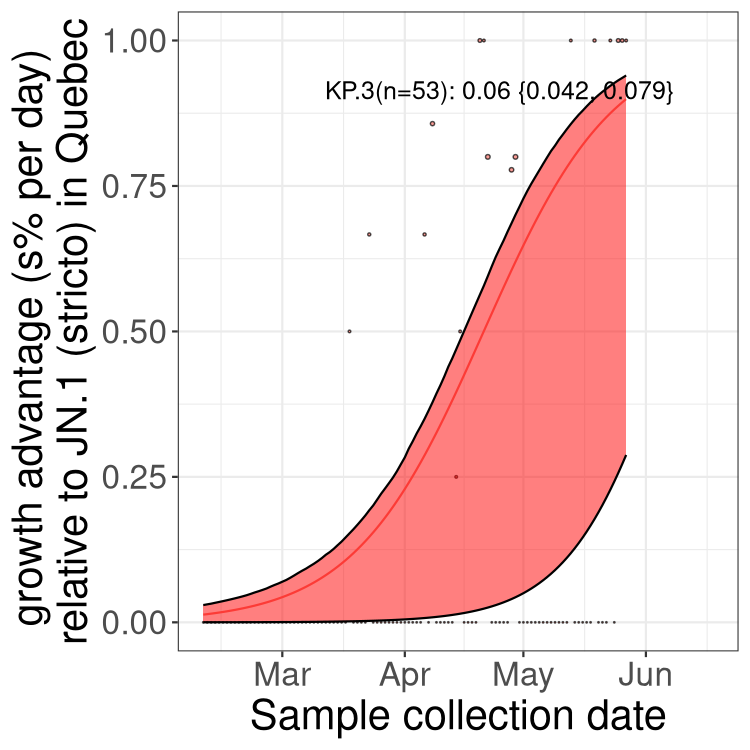 growth advantage (s% per day)
relative to JN.1 (stricto) in Quebec
1.00
KP.3(n=53): 0.06 {0.042, 0.079}
0.75
0.50
0.25
0.00
Mar Apr May Jun
Sample collection date